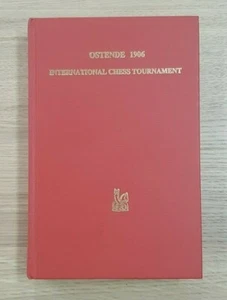 OSTENDE 1906
INTERNATIONAL CHESS TOURNAMENT